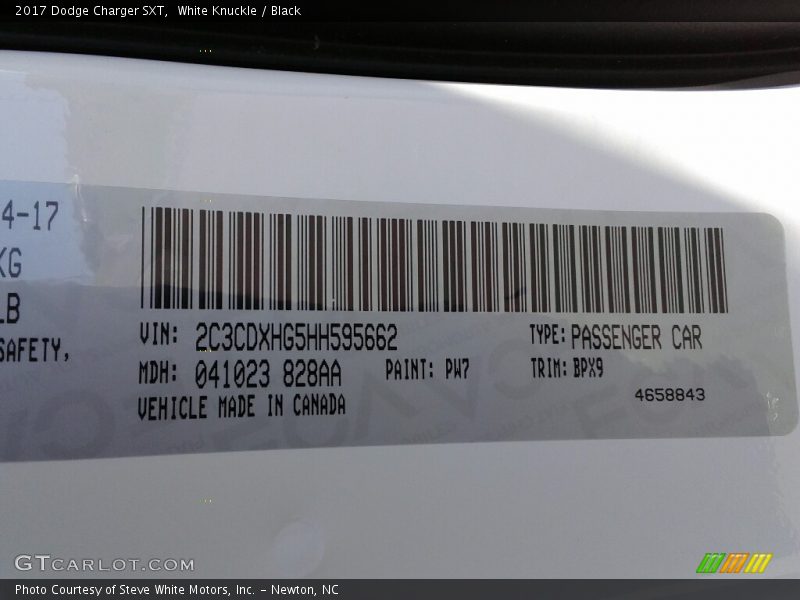 2017 Dodge Charger SXT, White Knuckle / Black
4-17
KG
LB
SAFETY,
VIN: 2C3CDXHG5HH595662 TYPE: PASSENGER CAR
MDH: 041023 828AA PAINT: PW7 TRIM: BPX9
VEHICLE MADE IN CANADA 4658843
GTCARLOT.COM
Photo Courtesy of Steve White Motors, Inc. – Newton, NC